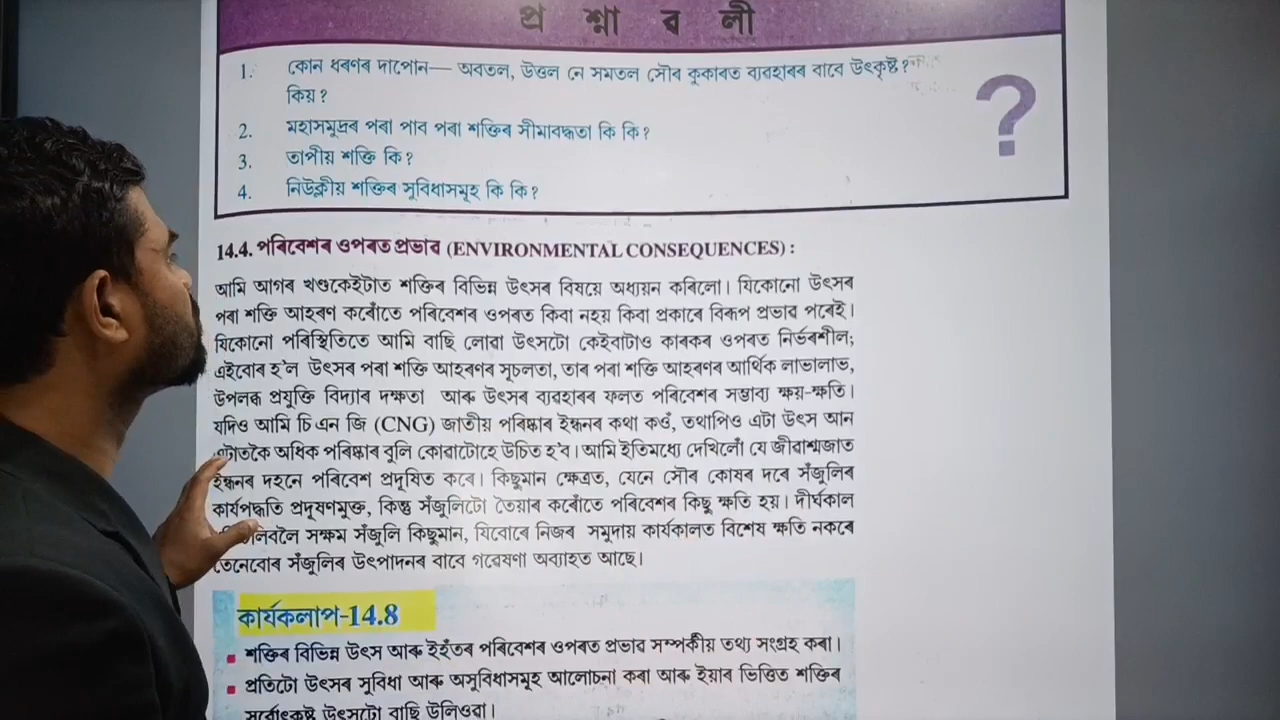 প্ৰ শ্না ৱ লী
1. কোন ধৰণৰ দাপোন— অবতল, উত্তল নে সমতল সৌৰ কুকাৰত ব্যৱহাৰৰ বাবে উৎকৃষ্ট?
কিয়?
2. মহাসমুদ্ৰৰ পৰা পাব পৰা শক্তিৰ সীমাবদ্ধতা কি কি?
3. তাপীয় শক্তি কি?
4. নিউক্লীয় শক্তিৰ সুবিধাসমূহ কি কি?
?
14.4. পৰিবেশৰ ওপৰত প্ৰভাৱ (ENVIRONMENTAL CONSEQUENCES) :
আমি আগৰ খণ্ডকেইটাত শক্তিৰ বিভিন্ন উৎসৰ বিষয়ে অধ্যয়ন কৰিলো। যিকোনো উৎসৰ
পৰা শক্তি আহৰণ কৰোঁতে পৰিবেশৰ ওপৰত কিবা নহয় কিবা প্ৰকাৰে বিৰূপ প্ৰভাৱ পৰেই।
যিকোনো পৰিস্থিতিতে আমি বাছি লোৱা উৎসটো কেইবাটাও কাৰকৰ ওপৰত নিৰ্ভৰশীল;
এইবোৰ হ'ল উৎসৰ পৰা শক্তি আহৰণৰ সূচলতা, তাৰ পৰা শক্তি আহৰণৰ আৰ্থিক লাভালাভ,
উপলব্ধ প্ৰযুক্তি বিদ্যাৰ দক্ষতা আৰু উৎসৰ ব্যৱহাৰৰ ফলত পৰিবেশৰ সম্ভাব্য ক্ষয়-ক্ষতি।
যদিও আমি চি এন জি (CNG) জাতীয় পৰিষ্কাৰ ইন্ধনৰ কথা কওঁ, তথাপিও এটা উৎস আন
এটাতকৈ অধিক পৰিষ্কাৰ বুলি কোৱাটোহে উচিত হ'ব। আমি ইতিমধ্যে দেখিলোঁ যে জীৱাশ্মজাত
ইন্ধনৰ দহনে পৰিবেশ প্ৰদূষিত কৰে। কিছুমান ক্ষেত্ৰত, যেনে সৌৰ কোষৰ দৰে সঁজুলিৰ
কাৰ্যপদ্ধতি প্ৰদূষণমুক্ত, কিন্তু সঁজুলিটো তৈয়াৰ কৰোঁতে পৰিবেশৰ কিছু ক্ষতি হয়। দীৰ্ঘকাল
সক্ষম সঁজুলি কিছুমান, যিবোৰে নিজৰ সমুদায় কাৰ্যকালত বিশেষ ক্ষতি নকৰে
তেনেবোৰ সঁজুলিৰ উৎপাদনৰ বাবে গৱেষণা অব্যাহত আছে।
কাৰ্যকলাপ-14.8
▪ শক্তিৰ বিভিন্ন উৎস আৰু ইহঁতৰ পৰিবেশৰ ওপৰত প্ৰভাৱ সম্পৰ্কীয় তথ্য সংগ্ৰহ কৰা।
▪ প্ৰতিটো উৎসৰ সুবিধা আৰু অসুবিধাসমূহ আলোচনা কৰা আৰু ইয়াৰ ভিত্তিত শক্তিৰ
সৰ্বোৎকৃষ্ট উৎসটো বাছি উলিওৱা।